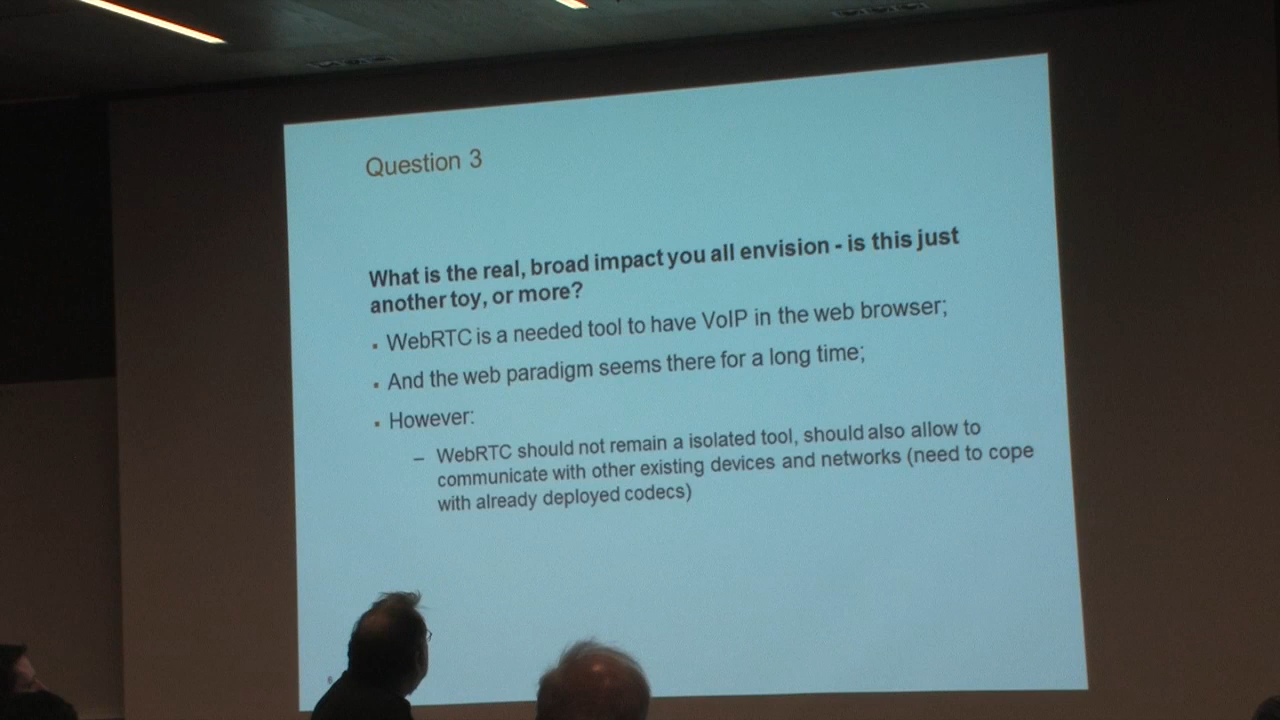 Question 3
What is the real, broad impact you all envision - is this just
another toy, or more?
▪ WebRTC is a needed tool to have VoIP in the web browser;
▪ And the web paradigm seems there for a long time;
▪ However:
– WebRTC should not remain a isolated tool, should also allow to
communicate with other existing devices and networks (need to cope
with already deployed codecs)